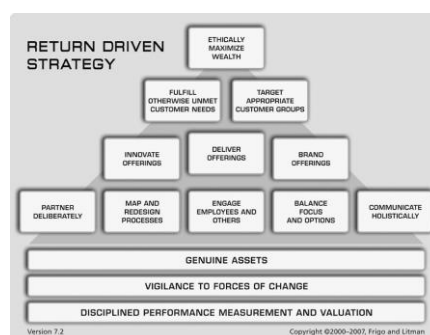 RETURN DRIVEN
STRATEGY
ETHICALLY
MAXIMIZE
WEALTH
FULFILL
OTHERWISE UNMET
CUSTOMER NEEDS
TARGET
APPROPRIATE
CUSTOMER GROUPS
INNOVATE
OFFERINGS
DELIVER
OFFERINGS
BRAND
OFFERINGS
PARTNER
DELIBERATELY
MAP AND
REDESIGN
PROCESSES
ENGAGE
EMPLOYEES AND
OTHERS
BALANCE
FOCUS
AND OPTIONS
COMMUNICATE
HOLISTICALLY
GENUINE ASSETS
VIGILANCE TO FORCES OF CHANGE
DISCIPLINED PERFORMANCE MEASUREMENT AND VALUATION
Version 7.2
Copyright ©2000–2007, Frigo and Litman